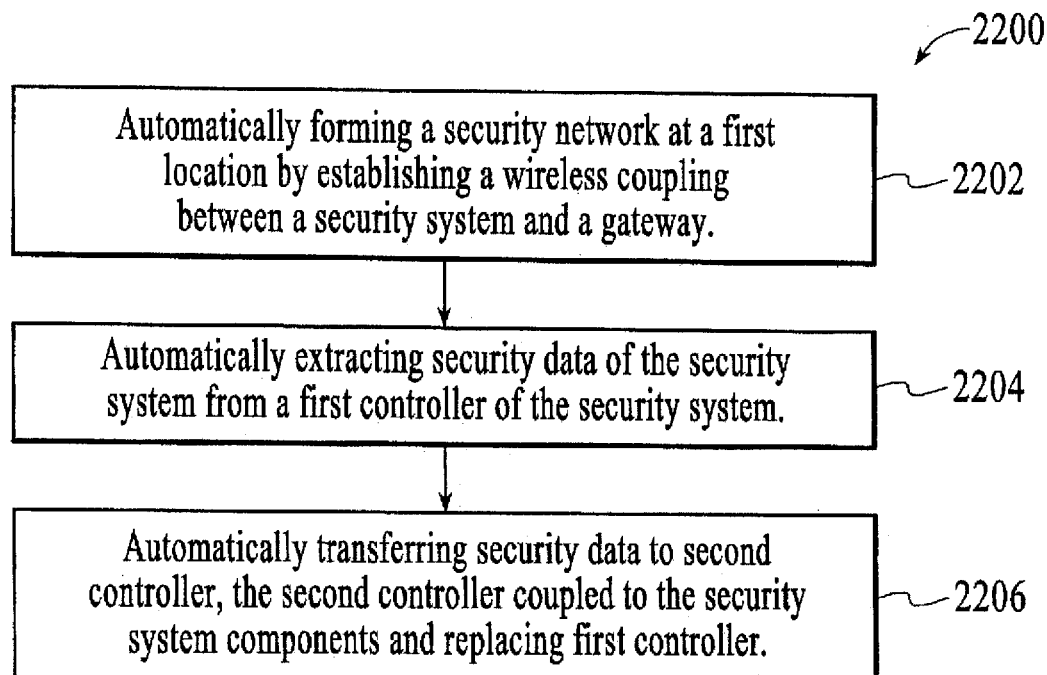 2200
Automatically forming a security network at a first
location by establishing a wireless coupling
between a security system and a gateway.
2202
Automatically extracting security data of the security
system from a first controller of the security system.
2204
Automatically transferring security data to second
controller, the second controller coupled to the security
system components and replacing first controller.
2206